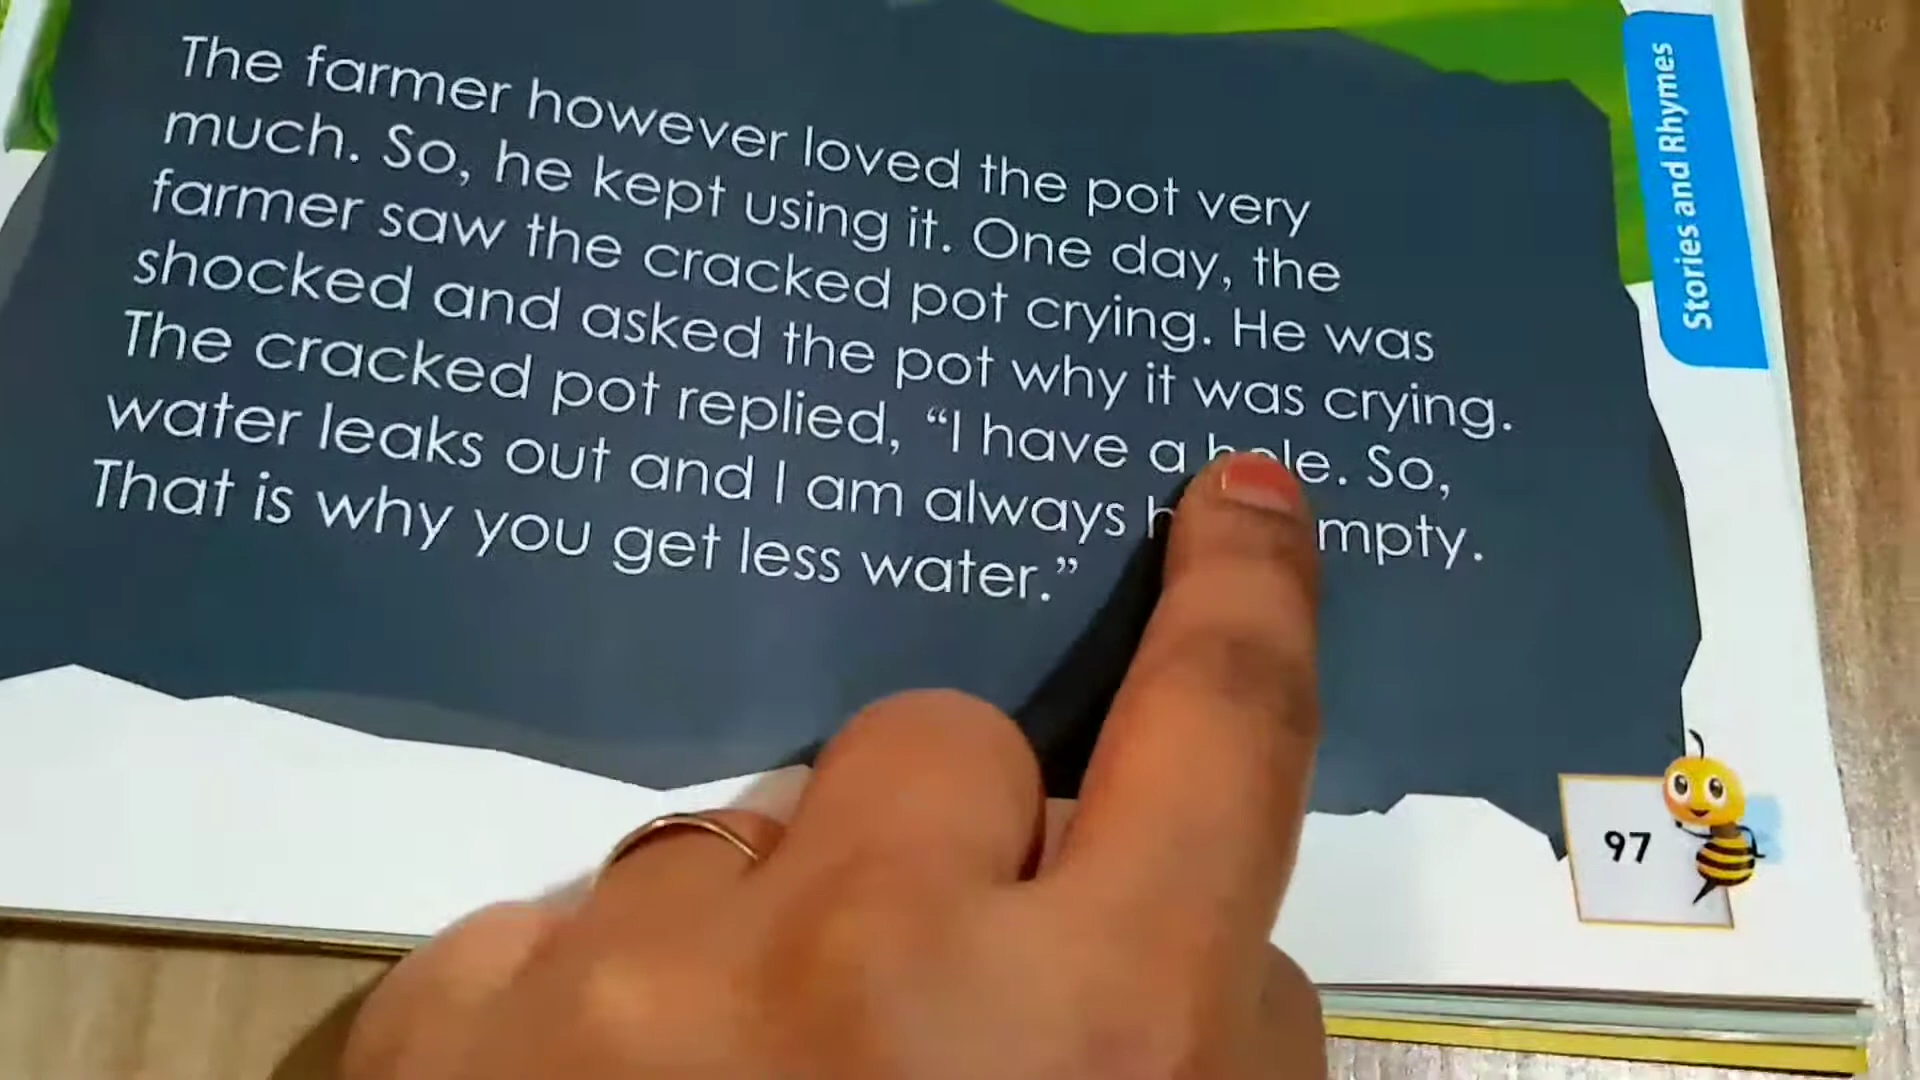 The farmer however loved the pot very
much. So, he kept using it. One day, the
farmer saw the cracked pot crying. He was
shocked and asked the pot why it was crying.
The cracked pot replied, “I have a hole. So,
water leaks out and I am always
That is why you get less water.”
Stories and Rhymes
97